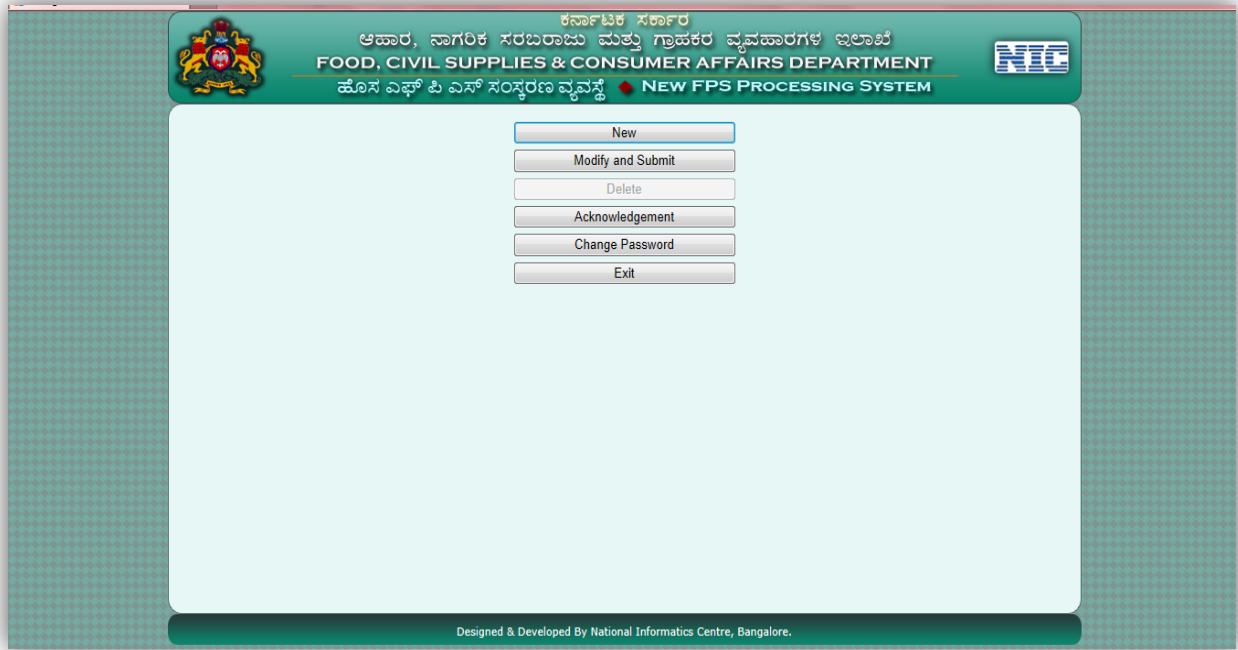 ಕರ್ನಾಟಕ ಸರ್ಕಾರ
ಆಹಾರ, ನಾಗರಿಕ ಸರಬರಾಜು ಮತ್ತು ಗ್ರಾಹಕರ ವ್ಯವಹಾರಗಳ ಇಲಾಖೆ
FOOD, CIVIL SUPPLIES & CONSUMER AFFAIRS DEPARTMENT
ಹೊಸ ಎಫ್ ಪಿ ಎಸ್ ಸಂಸ್ಕರಣ ವ್ಯವಸ್ಥೆ ◆ NEW FPS PROCESSING SYSTEM
NIC
New
Modify and Submit
Delete
Acknowledgement
Change Password
Exit
Designed & Developed By National Informatics Centre, Bangalore.